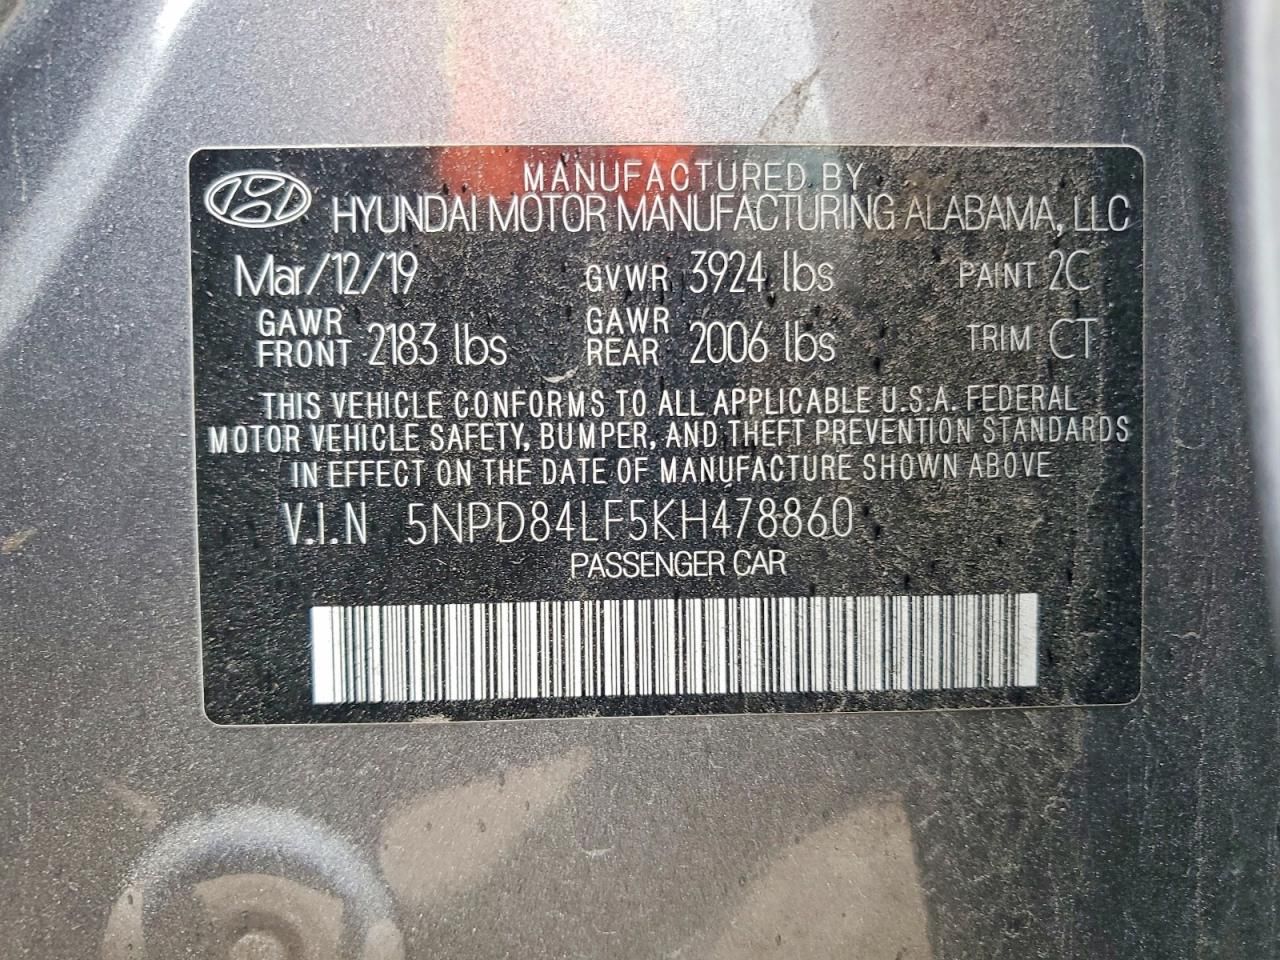 MANUFACTURED BY
HYUNDAI MOTOR MANUFACTURING ALABAMA, LLC
Mar/12/19 GVWR 3924 lbs PAINT 2C
GAWR FRONT 2183 lbs GAWR REAR 2006 lbs TRIM CT
THIS VEHICLE CONFORMS TO ALL APPLICABLE U.S.A. FEDERAL
MOTOR VEHICLE SAFETY, BUMPER, AND THEFT PREVENTION STANDARDS
IN EFFECT ON THE DATE OF MANUFACTURE SHOWN ABOVE
V.I.N 5NPD84LF5KH478860
PASSENGER CAR